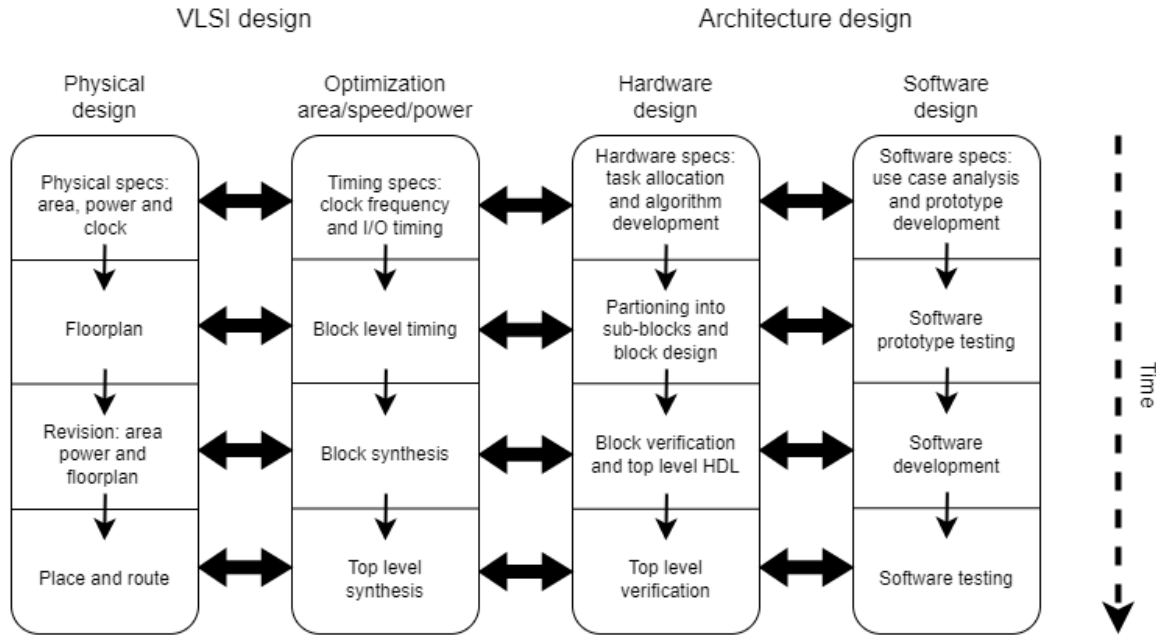 VLSI design
Architecture design
Physical
design
Optimization
area/speed/power
Hardware
design
Software
design
Physical specs:
area, power and
clock
Timing specs:
clock frequency
and I/O timing
Hardware specs:
task allocation
and algorithm
development
Software specs:
use case analysis
and prototype
development
Floorplan
Block level timing
Partioning into
sub-blocks and
block design
Software
prototype testing
Revision: area
power and
floorplan
Block synthesis
Block verification
and top level HDL
Software
development
Place and route
Top level
synthesis
Top level
verification
Software testing
Time